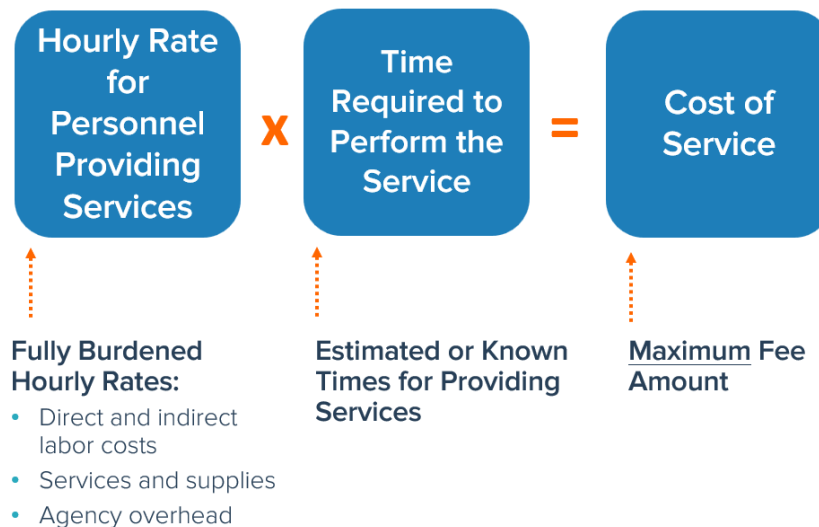 Hourly Rate
for
Personnel
Providing
Services
x
Time
Required to
Perform the
Service
=
Cost of
Service
Fully Burdened
Hourly Rates:
• Direct and indirect
labor costs
• Services and supplies
• Agency overhead
Estimated or Known
Times for Providing
Services
Maximum Fee
Amount